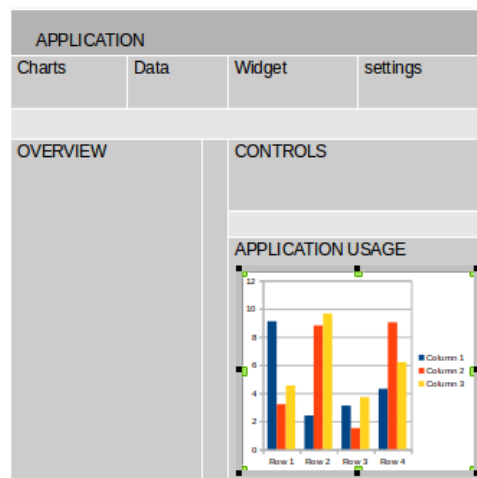 APPLICATION
Charts Data Widget settings
OVERVIEW CONTROLS
APPLICATION USAGE
12
10
8
6
4
2
0
Column 1
Column 2
Column 3
Row 1 Row 2 Row 3 Row 4